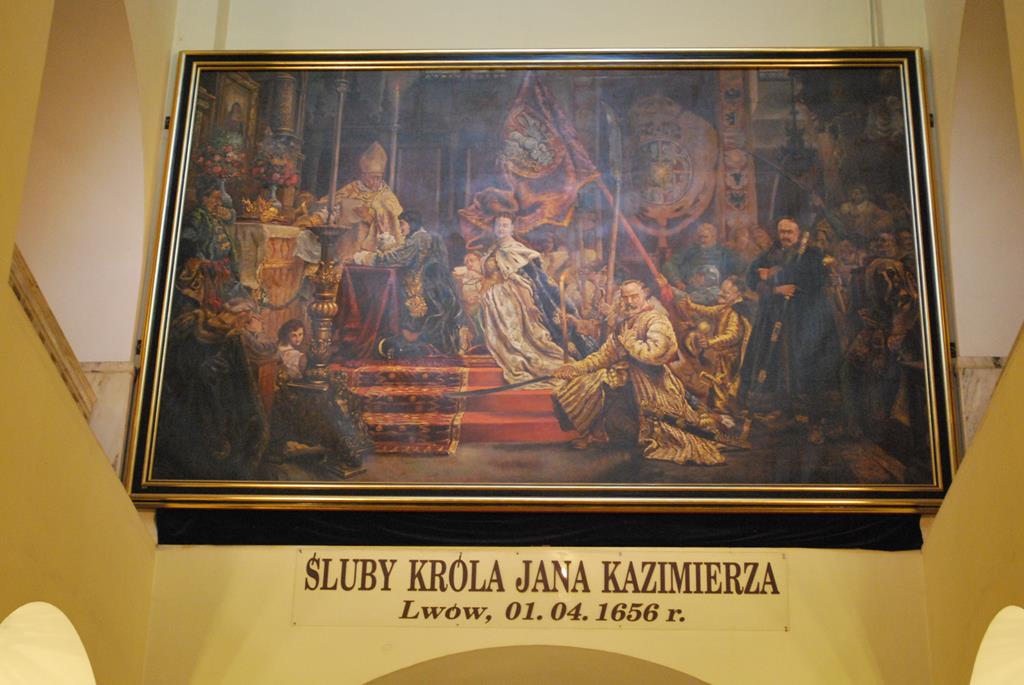 ŚLUBY KRÓLA JANA KAZIMIERZA
Lwów, 01. 04. 1656 r.